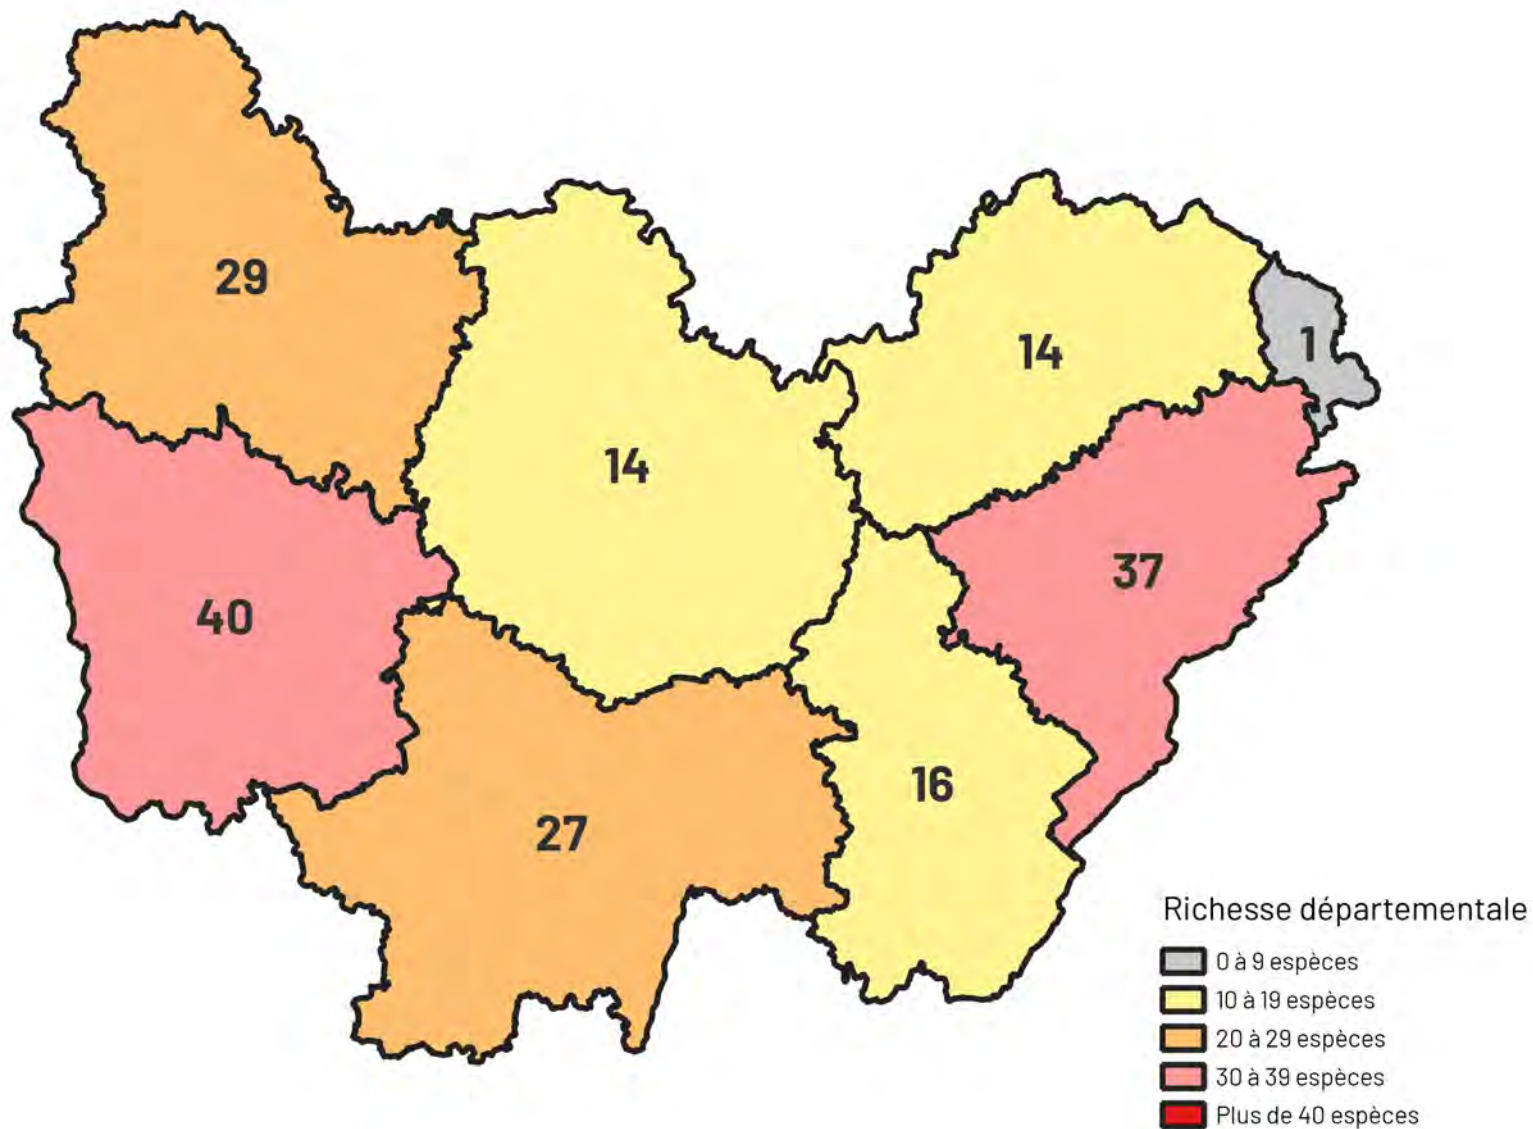 29
14
1
14
37
40
16
27
Richesse départementale
0 à 9 espèces
10 à 19 espèces
20 à 29 espèces
30 à 39 espèces
Plus de 40 espèces